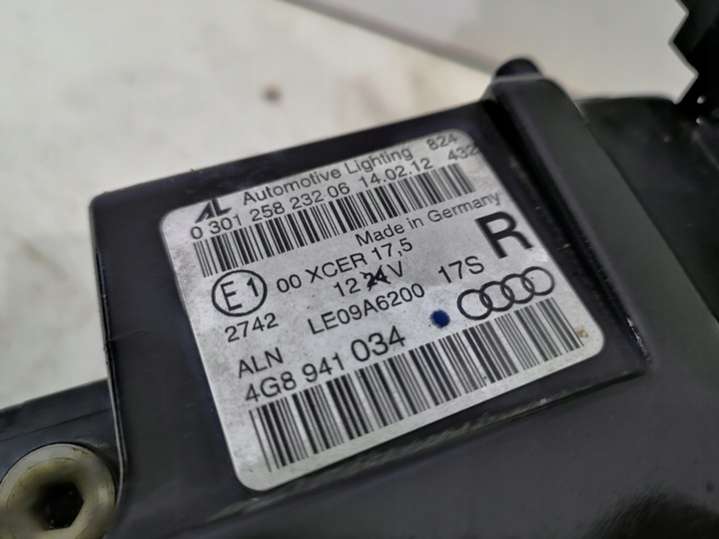 AL Automotive Lighting 824
0 301 258 232 06 14.02.12 432
Made in Germany
E1 00 XCER 17,5 R
12 24 V
2742 LE09A6200 17S
ALN
4G8 941 034